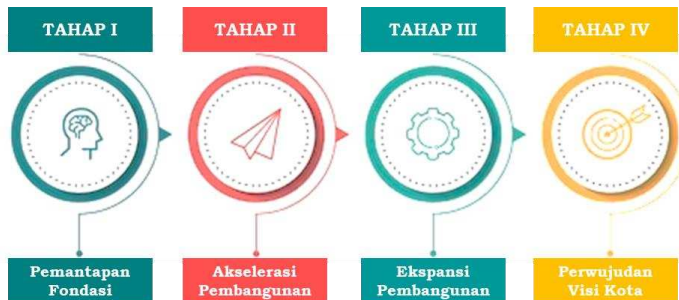 TAHAP I
TAHAP II
TAHAP III
TAHAP IV
Pemantapan
Fondasi
Akselerasi
Pembangunan
Ekspansi
Pembangunan
Perwujudan
Visi Kota